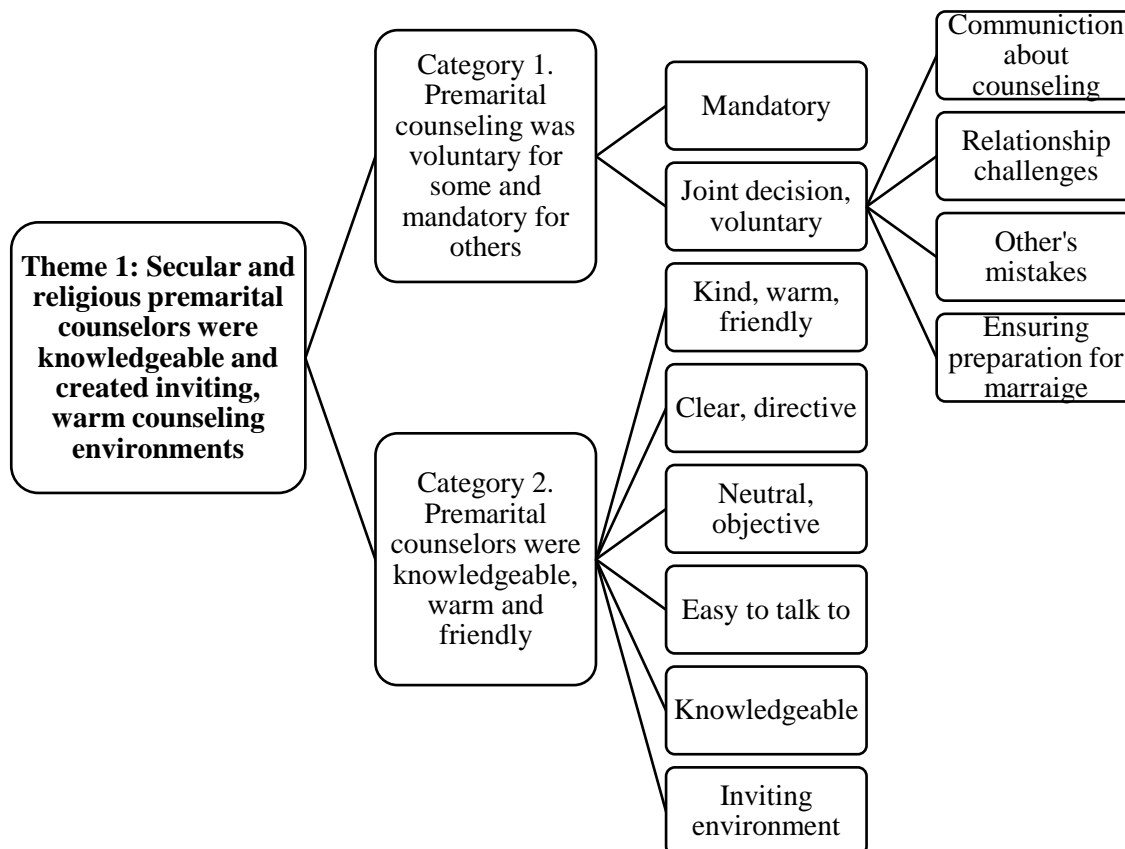 Theme 1: Secular and
religious premarital
counselors were
knowledgeable and
created inviting,
warm counseling
environments
Category 1.
Premarital
counseling was
voluntary for
some and
mandatory for
others
Mandatory
Joint decision,
voluntary
Communiction
about
counseling
Relationship
challenges
Other's
mistakes
Ensuring
preparation for
marraige
Category 2.
Premarital
counselors were
knowledgeable,
warm and
friendly
Kind, warm,
friendly
Clear, directive
Neutral,
objective
Easy to talk to
Knowledgeable
Inviting
environment